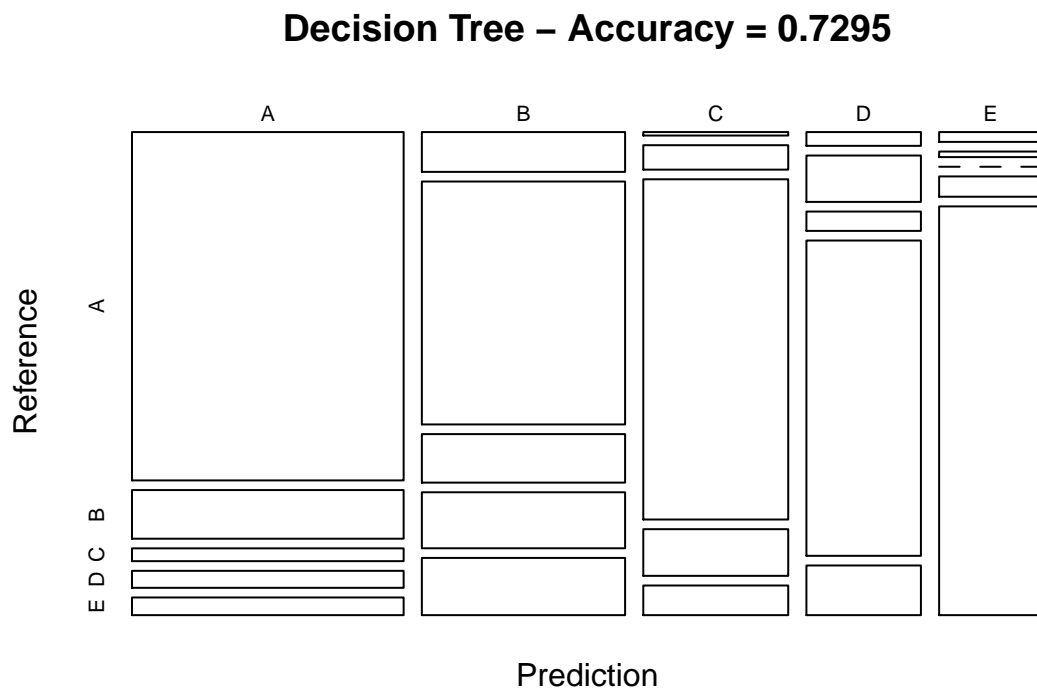 Decision Tree – Accuracy = 0.7295
A B C D E
Reference
A
B
C
D
E
Prediction